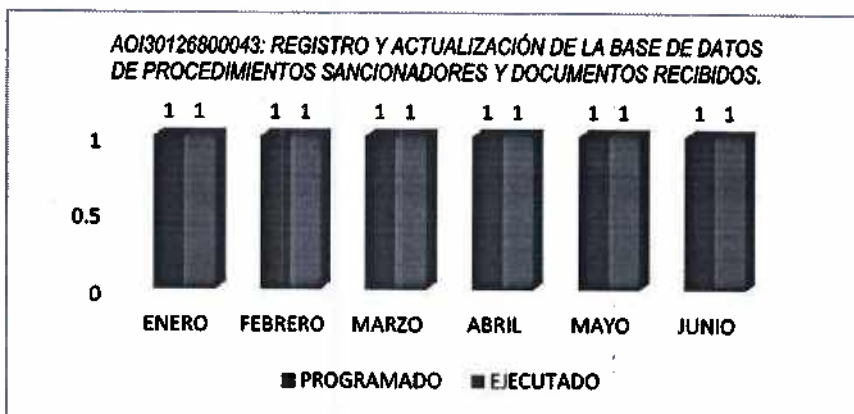 AOI30126800043: REGISTRO Y ACTUALIZACIÓN DE LA BASE DE DATOS
DE PROCEDIMIENTOS SANCIONADORES Y DOCUMENTOS RECIBIDOS.
1 1 1 1 1 1 1 1 1 1 1 1
1
0.5
0
ENERO FEBRERO MARZO ABRIL MAYO JUNIO
PROGRAMADO EJECUTADO